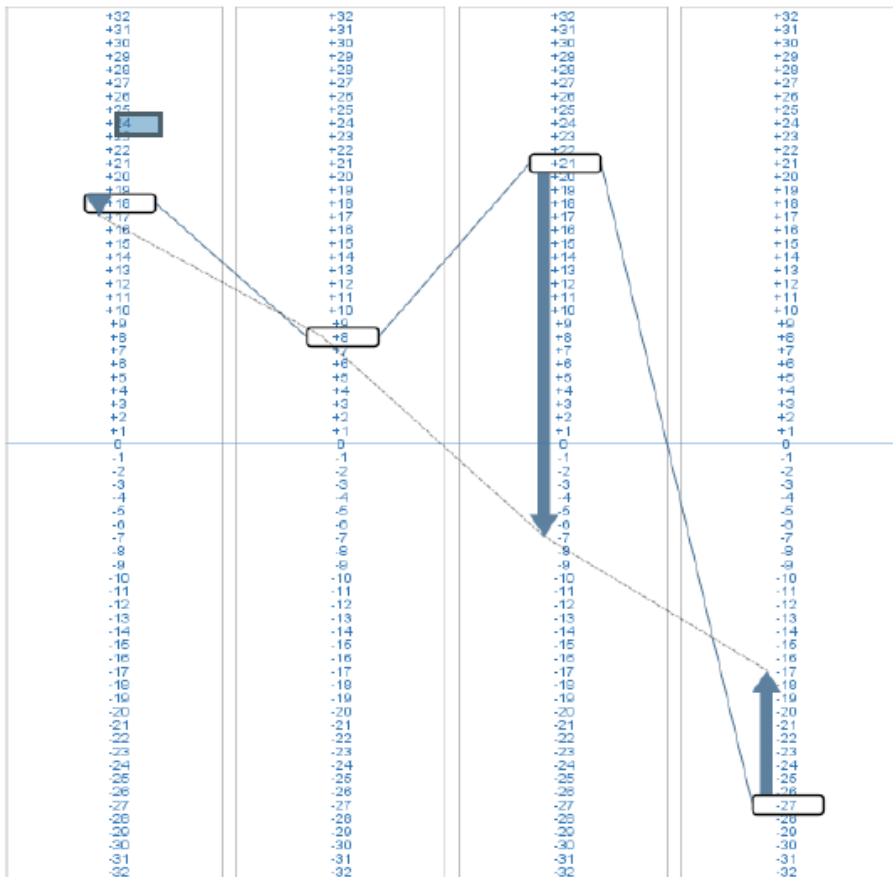 +32 +32 +32 +32
+31 +31 +31 +31
+30 +30 +30 +30
+29 +29 +29 +29
+28 +28 +28 +28
+27 +27 +27 +27
+26 +26 +26 +26
+25 +25 +25 +25
24 +24 +24 +24
+23 +23 +23 +23
+22 +22 +22 +22
+21 +21 +21 +21
+20 +20 +20 +20
+19 +19 +19 +19
+18 +18 +18 +18
+17 +17 +17 +17
+16 +16 +16 +16
+15 +15 +15 +15
+14 +14 +14 +14
+13 +13 +13 +13
+12 +12 +12 +12
+11 +11 +11 +11
+10 +10 +10 +10
+9 +9 +9 +9
+8 +8 +8 +8
+7 +7 +7 +7
+6 +6 +6 +6
+5 +5 +5 +5
+4 +4 +4 +4
+3 +3 +3 +3
+2 +2 +2 +2
+1 +1 +1 +1
0 0 0 0
-1 -1 -1 -1
-2 -2 -2 -2
-3 -3 -3 -3
-4 -4 -4 -4
-5 -5 -5 -5
-6 -6 -6 -6
-7 -7 -7 -7
-8 -8 -8 -8
-9 -9 -9 -9
-10 -10 -10 -10
-11 -11 -11 -11
-12 -12 -12 -12
-13 -13 -13 -13
-14 -14 -14 -14
-15 -15 -15 -15
-16 -16 -16 -16
-17 -17 -17 -17
-18 -18 -18 -18
-19 -19 -19 -19
-20 -20 -20 -20
-21 -21 -21 -21
-22 -22 -22 -22
-23 -23 -23 -23
-24 -24 -24 -24
-25 -25 -25 -25
-26 -26 -26 -26
-27 -27 -27 -27
-28 -28 -28 -28
-29 -29 -29 -29
-30 -30 -30 -30
-31 -31 -31 -31
-32 -32 -32 -32